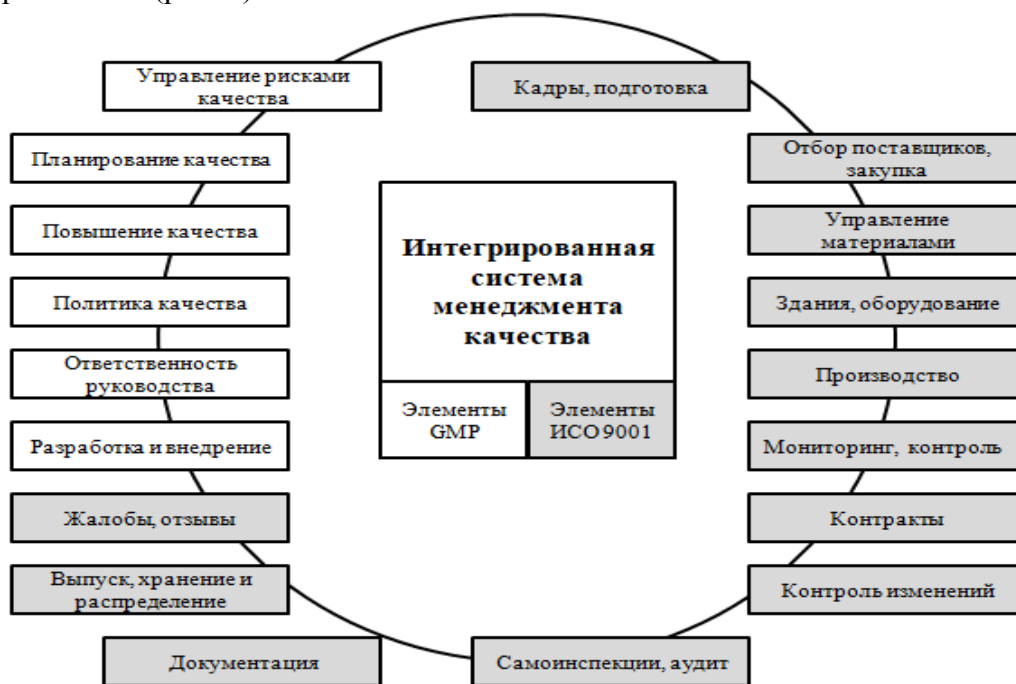 Управление рисками
качества
Кадры, подготовка
Планирование качества
Отбор поставщиков,
закупка
Повышение качества
Управление
материалами
Интегрированная
система
менеджмента
качества
Политика качества
Здания, оборудование
Ответственность
руководства
Производство
Элементы
GMP
Элементы
ИСО 9001
Разработка и внедрение
Мониторинг, контроль
Жалобы, отзывы
Контракты
Выпуск, хранение и
распределение
Контроль изменений
Документация
Самоинспекции, аудит